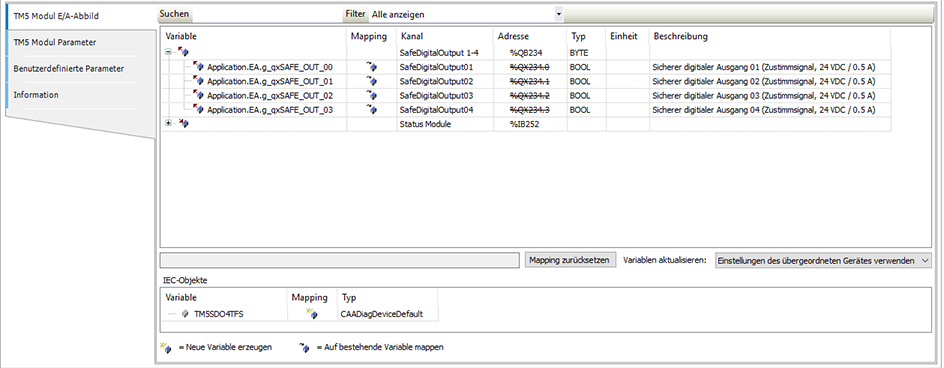 TM5 Modul E/A-Abbild
TM5 Modul Parameter
Benutzerdefinierte Parameter
Information
Suchen Filter Alle anzeigen
Variable Mapping Kanal Adresse Typ Einheit Beschreibung
SafeDigitalOutput 1-4 %QB234 BYTE
Application.EA.g_qxSAFE_OUT_00 SafeDigitalOutput01 %QX234.0 BOOL Sicherer digitaler Ausgang 01 (Zustimmsignal, 24 VDC / 0.5 A)
Application.EA.g_qxSAFE_OUT_01 SafeDigitalOutput02 %QX234.1 BOOL Sicherer digitaler Ausgang 02 (Zustimmsignal, 24 VDC / 0.5 A)
Application.EA.g_qxSAFE_OUT_02 SafeDigitalOutput03 %QX234.2 BOOL Sicherer digitaler Ausgang 03 (Zustimmsignal, 24 VDC / 0.5 A)
Application.EA.g_qxSAFE_OUT_03 SafeDigitalOutput04 %QX234.3 BOOL Sicherer digitaler Ausgang 04 (Zustimmsignal, 24 VDC / 0.5 A)
Status Module %IB252
Mapping zurücksetzen Variablen aktualisieren: Einstellungen des übergeordneten Gerätes verwenden
IEC-Objekte
Variable Mapping Typ
TM5SDO4TFS CAADiagDeviceDefault
= Neue Variable erzeugen = Auf bestehende Variable mappen